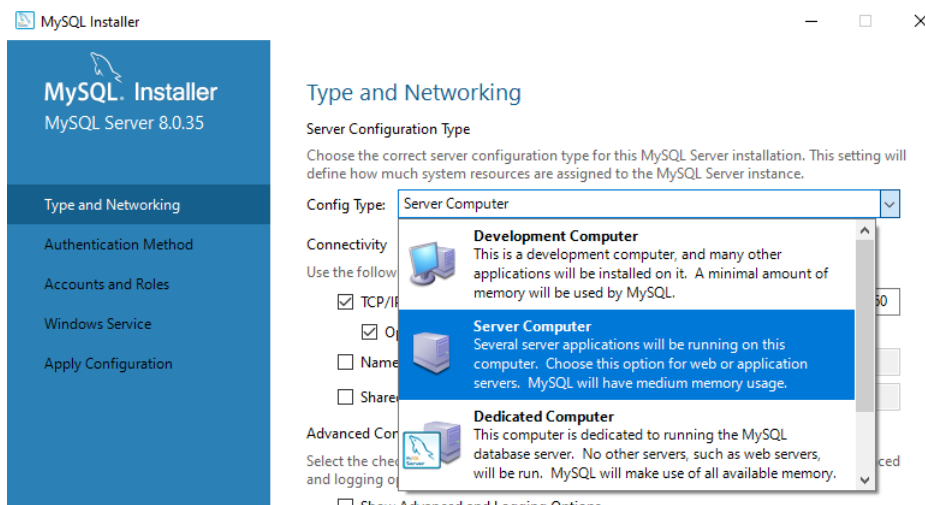 MySQL Installer
MySQL. Installer
MySQL Server 8.0.35
Type and Networking
Authentication Method
Accounts and Roles
Windows Service
Apply Configuration
Type and Networking
Server Configuration Type
Choose the correct server configuration type for this MySQL Server installation. This setting will
define how much system resources are assigned to the MySQL Server instance.
Config Type: Server Computer
Development Computer
This is a development computer, and many other
applications will be installed on it. A minimal amount of
memory will be used by MySQL.
Server Computer
Several server applications will be running on this
computer. Choose this option for web or application
servers. MySQL will have medium memory usage.
Dedicated Computer
This computer is dedicated to running the MySQL
database server. No other servers, such as web servers,
will be run. MySQL will make use of all available memory.
Connectivity
Use the follow
TCP/I
60
Op
Name
Share
Advanced Con
Select the che
ced
and logging o
Show Advanced and Logging Options